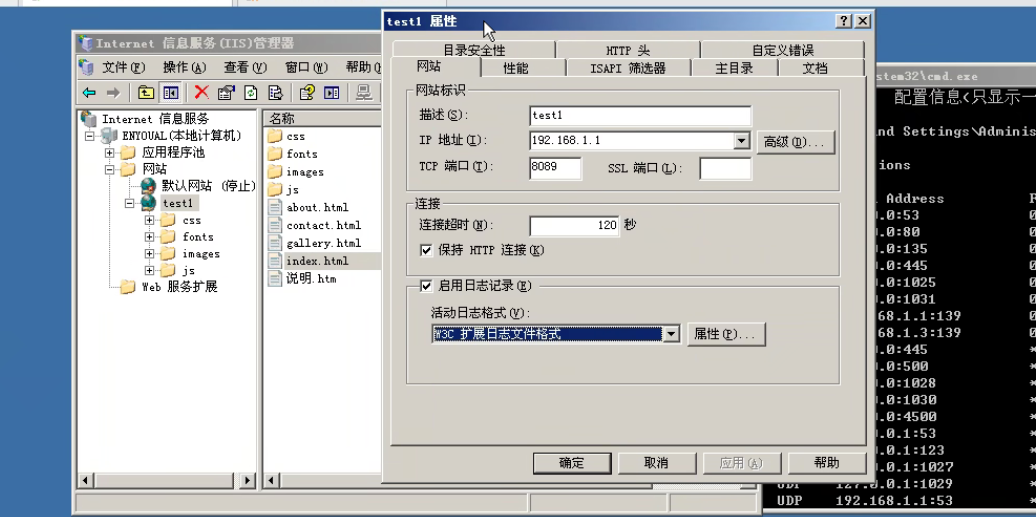 test1 属性
Internet 信息服务(IIS)管理器
文件(F) 操作(A) 查看(V) 窗口(W) 帮助(
Internet 信息服务
ENYOUAL(本地计算机)
应用程序池
网站
默认网站 (停止)
test1
css
fonts
images
js
Web 服务扩展
名称
css
fonts
images
js
about.html
contact.html
gallery.html
index.html
说明.htm
目录安全性 HTTP 头 自定义错误
网站 性能 ISAPI 筛选器 主目录 文档
网站标识
描述(S): test1
IP 地址(I): 192.168.1.1 高级(D)...
TCP 端口(T): 8089 SSL 端口(L):
连接
连接超时(N): 120 秒
保持 HTTP 连接(K)
启用日志记录(E)
活动日志格式(V):
W3C 扩展日志文件格式 属性(P)...
确定 取消 应用(A) 帮助
stem32\cmd.exe
配置信息<只显示一
nd Settings\Adminis
ions
Address
.0:53
.0:80
.0:135
.0:445
.0:1025
.0:1031
68.1.1:139
68.1.3:139
.0:445
.0:500
.0:1028
.0:1030
.0:4500
.0.1:53
.0.1:123
.0.1:1027
UDP 127.0.0.1:1029
UDP 192.168.1.1:53